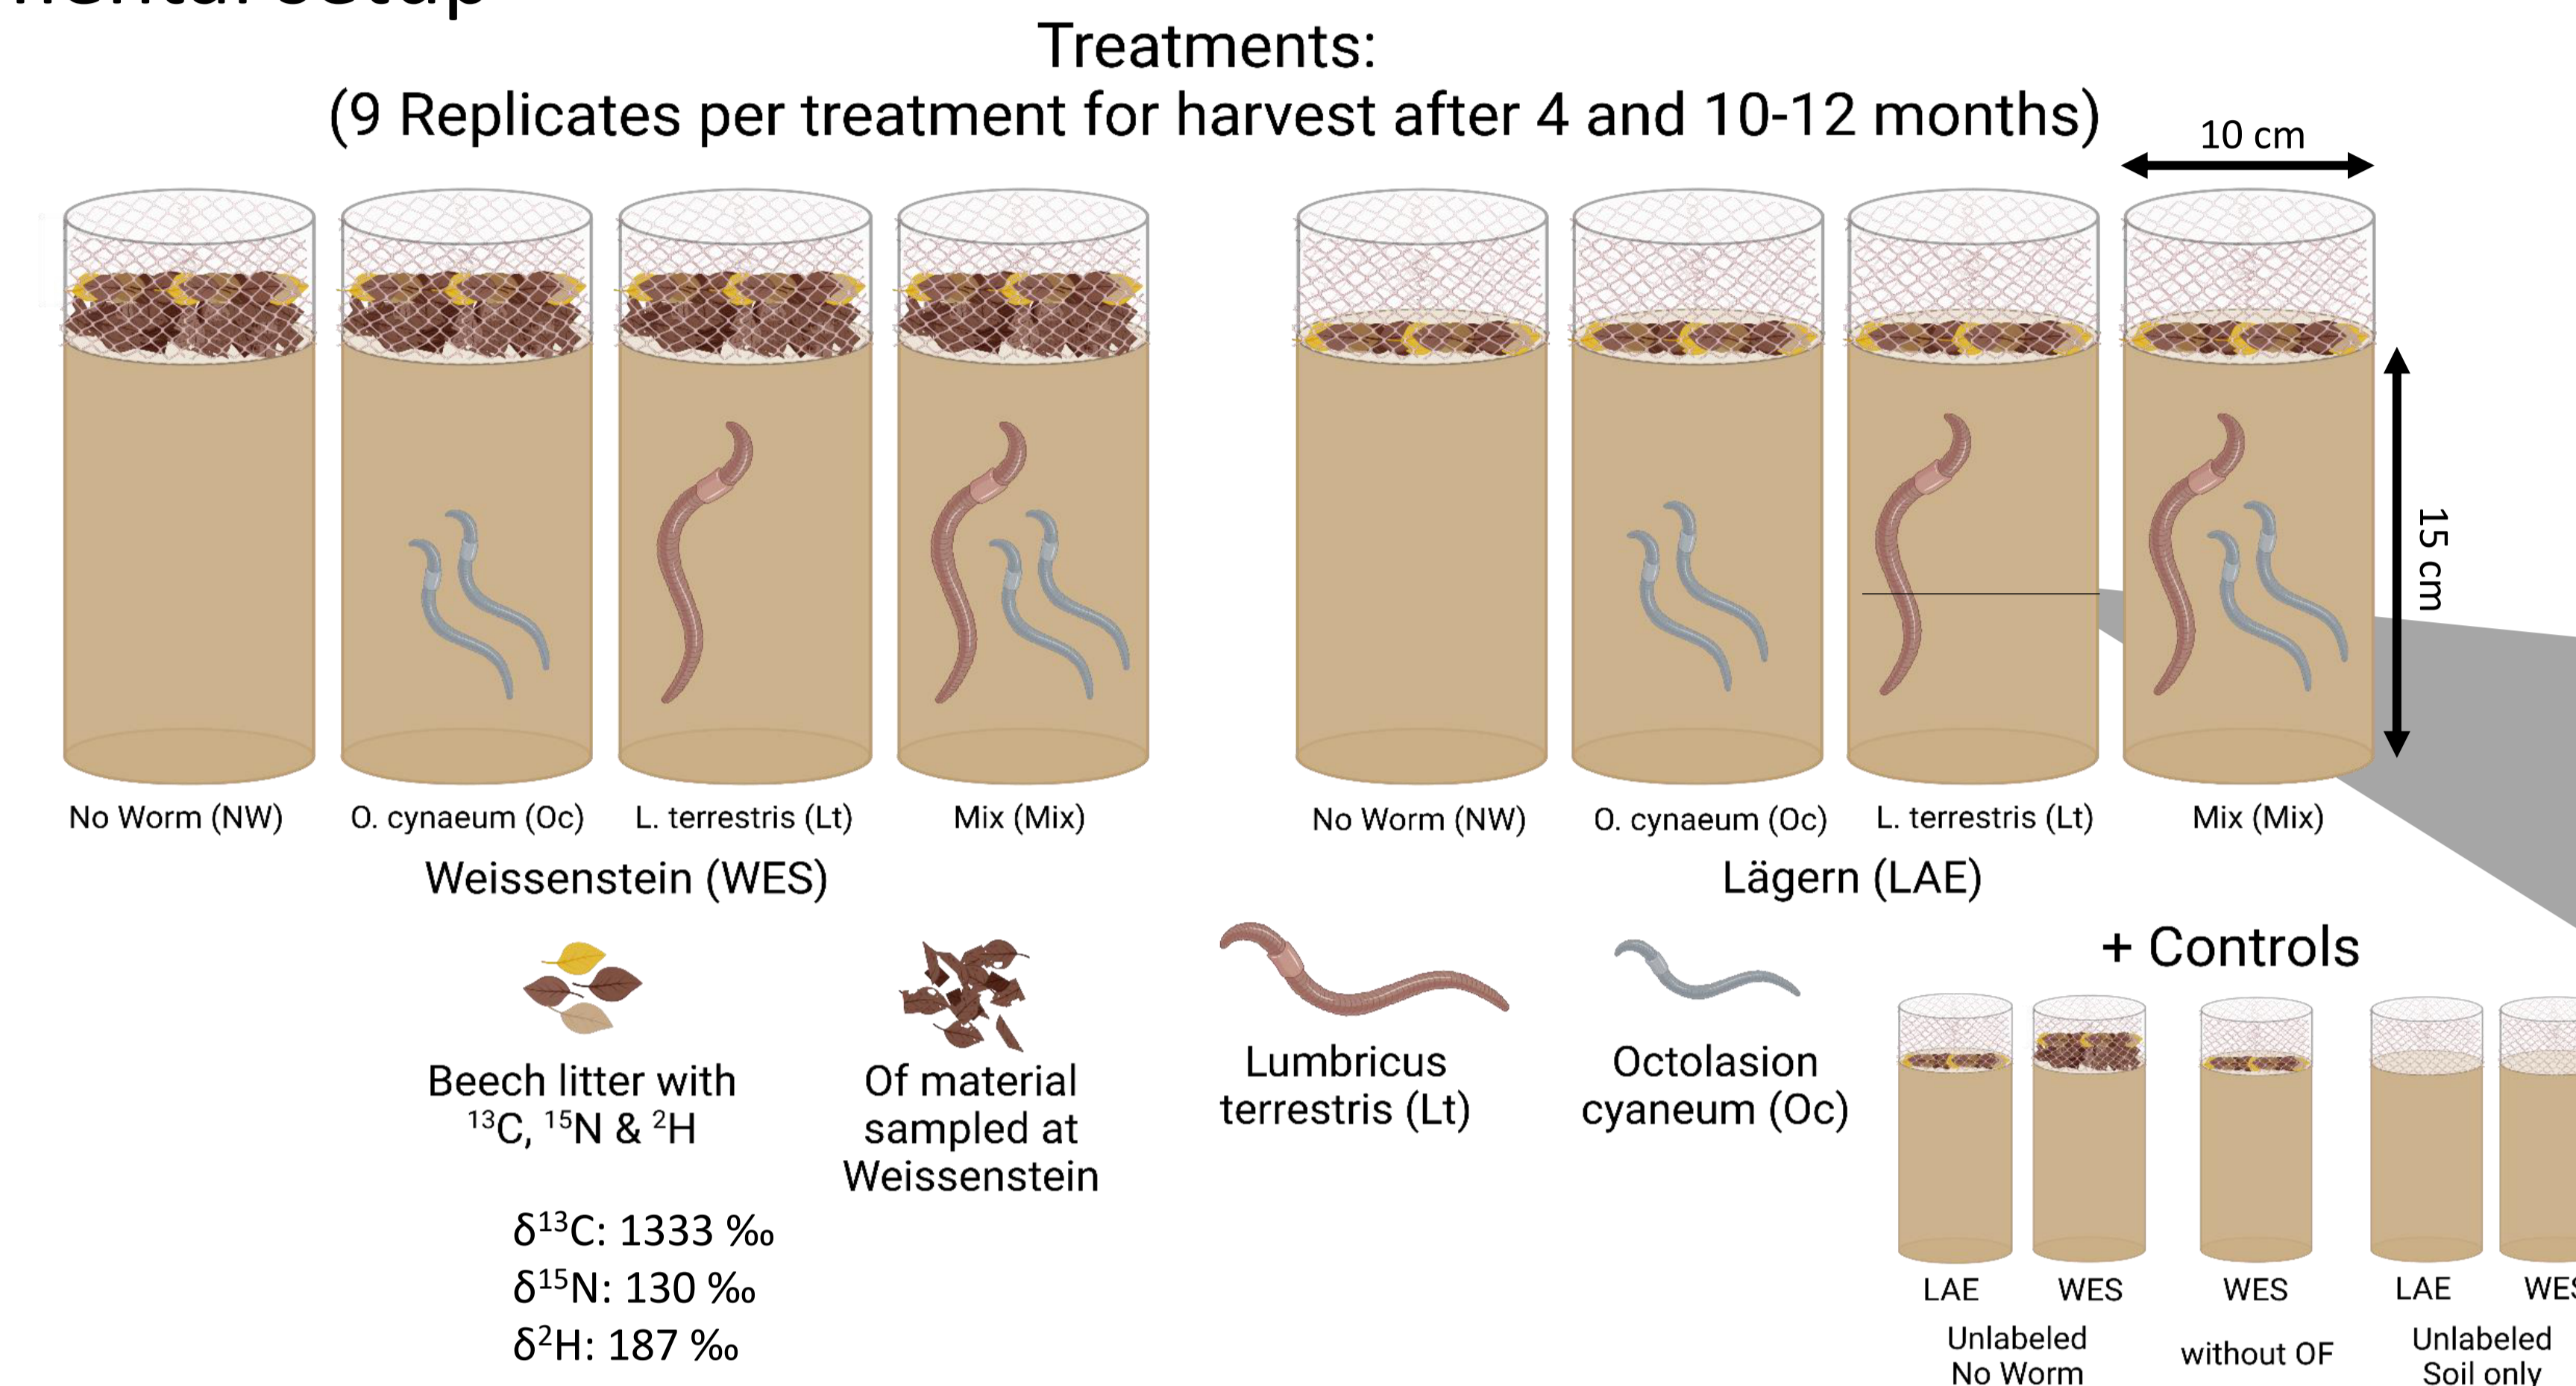 Treatments:
(9 Replicates per treatment for harvest after 4 and 10-12 months)
10 cm
15 cm
No Worm (NW)
O. cynaeum (Oc)
L. terrestris (Lt)
Mix (Mix)
No Worm (NW)
O. cynaeum (Oc)
L. terrestris (Lt)
Mix (Mix)
Weissenstein (WES)
Lägern (LAE)
Beech litter with
¹³C, ¹⁵N & ²H
Of material
sampled at
Weissenstein
Lumbricus
terrestris (Lt)
Octolasion
cyaneum (Oc)
δ¹³C: 1333 ‰
δ¹⁵N: 130 ‰
δ²H: 187 ‰
+ Controls
LAE
WES
WES
LAE
Unlabeled
No Worm
without OF
Unlabeled
Soil only